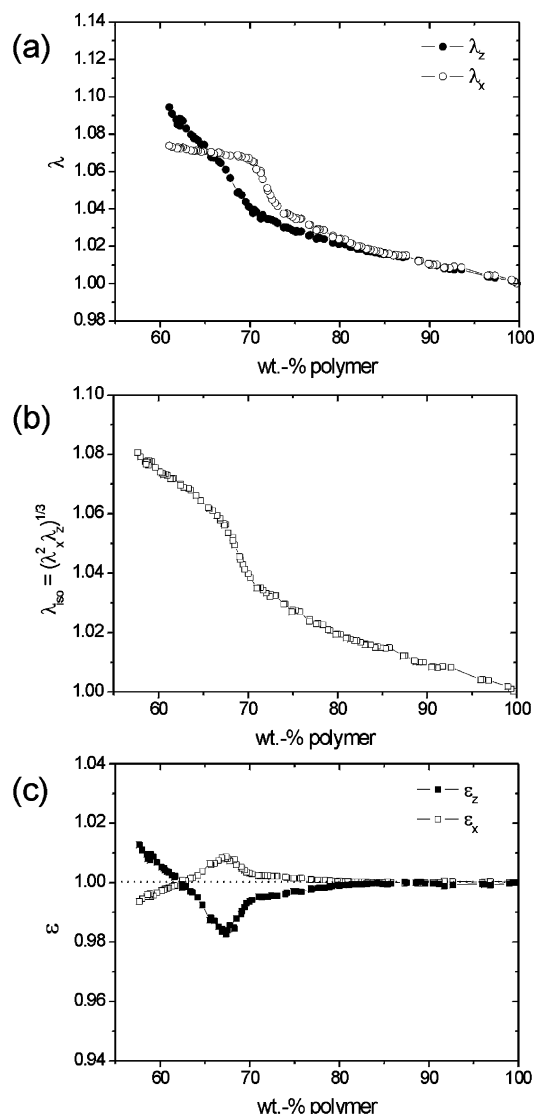 (a)
1.14
1.12
1.10
1.08
1.06
1.04
1.02
1.00
0.98
λ
λz
λx
60 70 80 90 100
wt.-% polymer
(b)
1.10
1.08
1.06
1.04
1.02
1.00
λiso = (λ²xλz)^1/3
60 70 80 90 100
wt.-% polymer
(c)
1.04
1.02
1.00
0.98
0.96
0.94
ε
εz
εx
60 70 80 90 100
wt.-% polymer